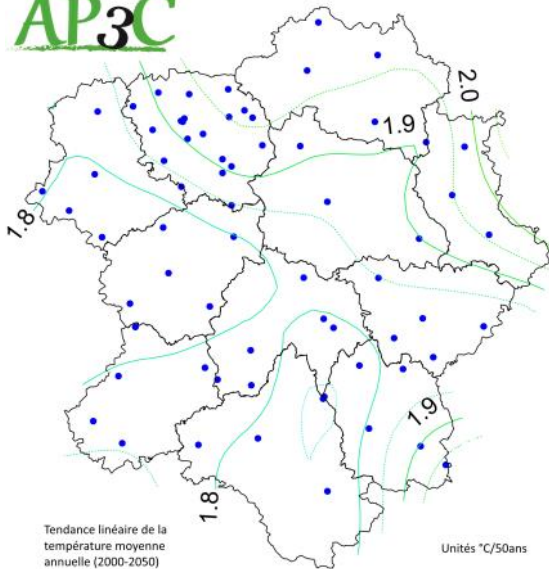 AP3C
2.0
1.9
1.8
1.9
1.8
Tendance linéaire de la
température moyenne
annuelle (2000-2050)
Unités °C/50ans